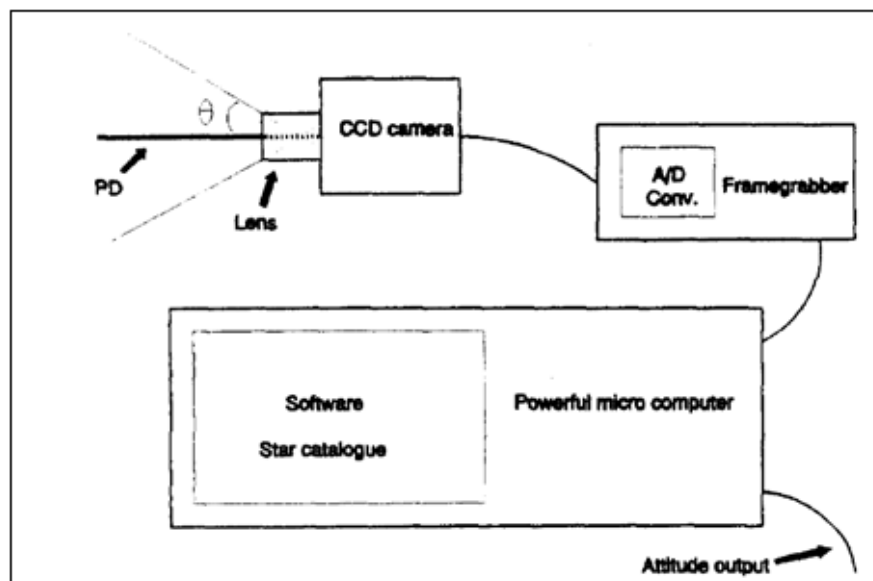 θ
CCD camera
PD
Lens
A/D
Conv.
Framegrabber
Software
Star catalogue
Powerful micro computer
Attitude output